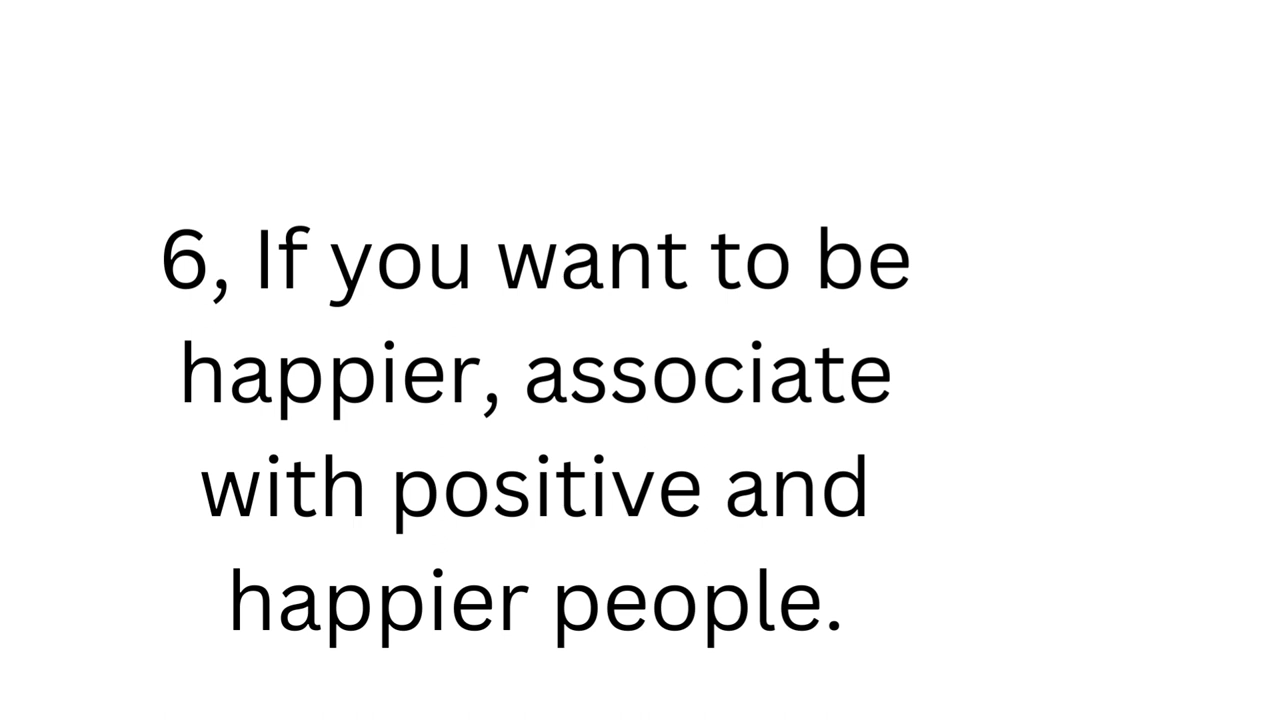 6, If you want to be
happier, associate
with positive and
happier people.